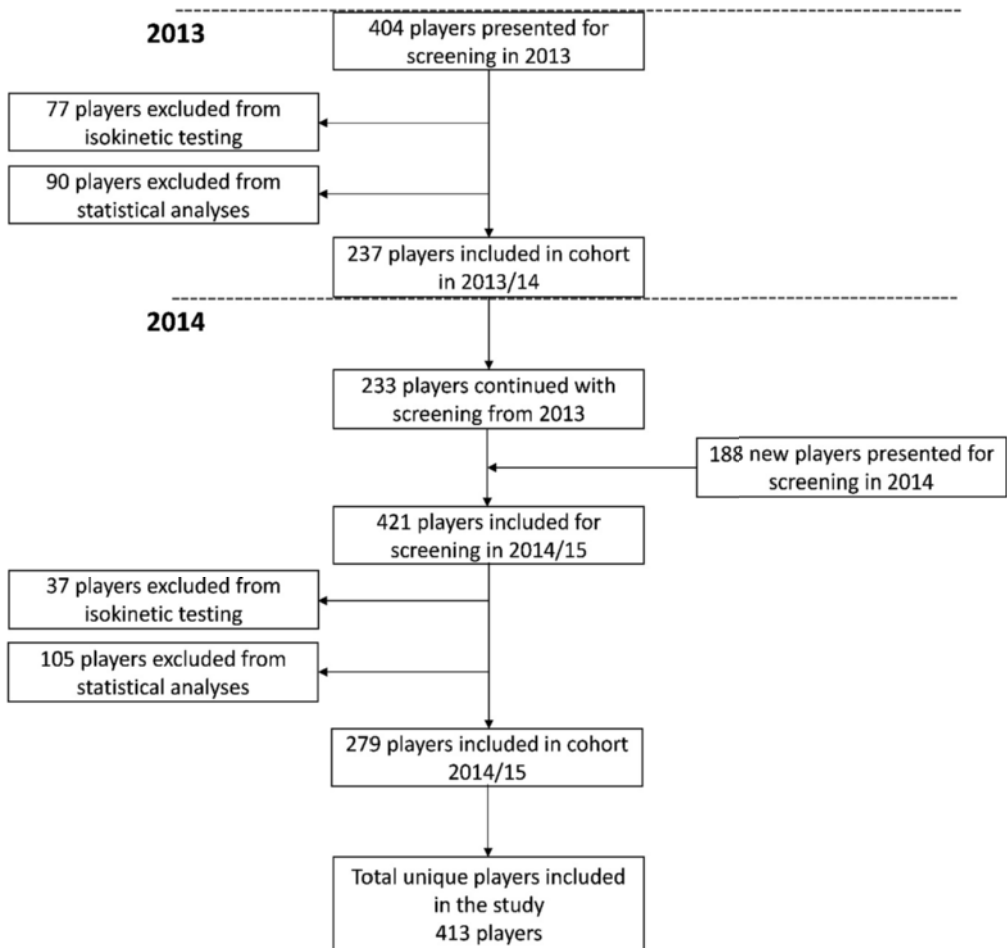 2013
404 players presented for
screening in 2013
77 players excluded from
isokinetic testing
90 players excluded from
statistical analyses
237 players included in cohort
in 2013/14
2014
233 players continued with
screening from 2013
188 new players presented for
screening in 2014
421 players included for
screening in 2014/15
37 players excluded from
isokinetic testing
105 players excluded from
statistical analyses
279 players included in cohort
2014/15
Total unique players included
in the study
413 players